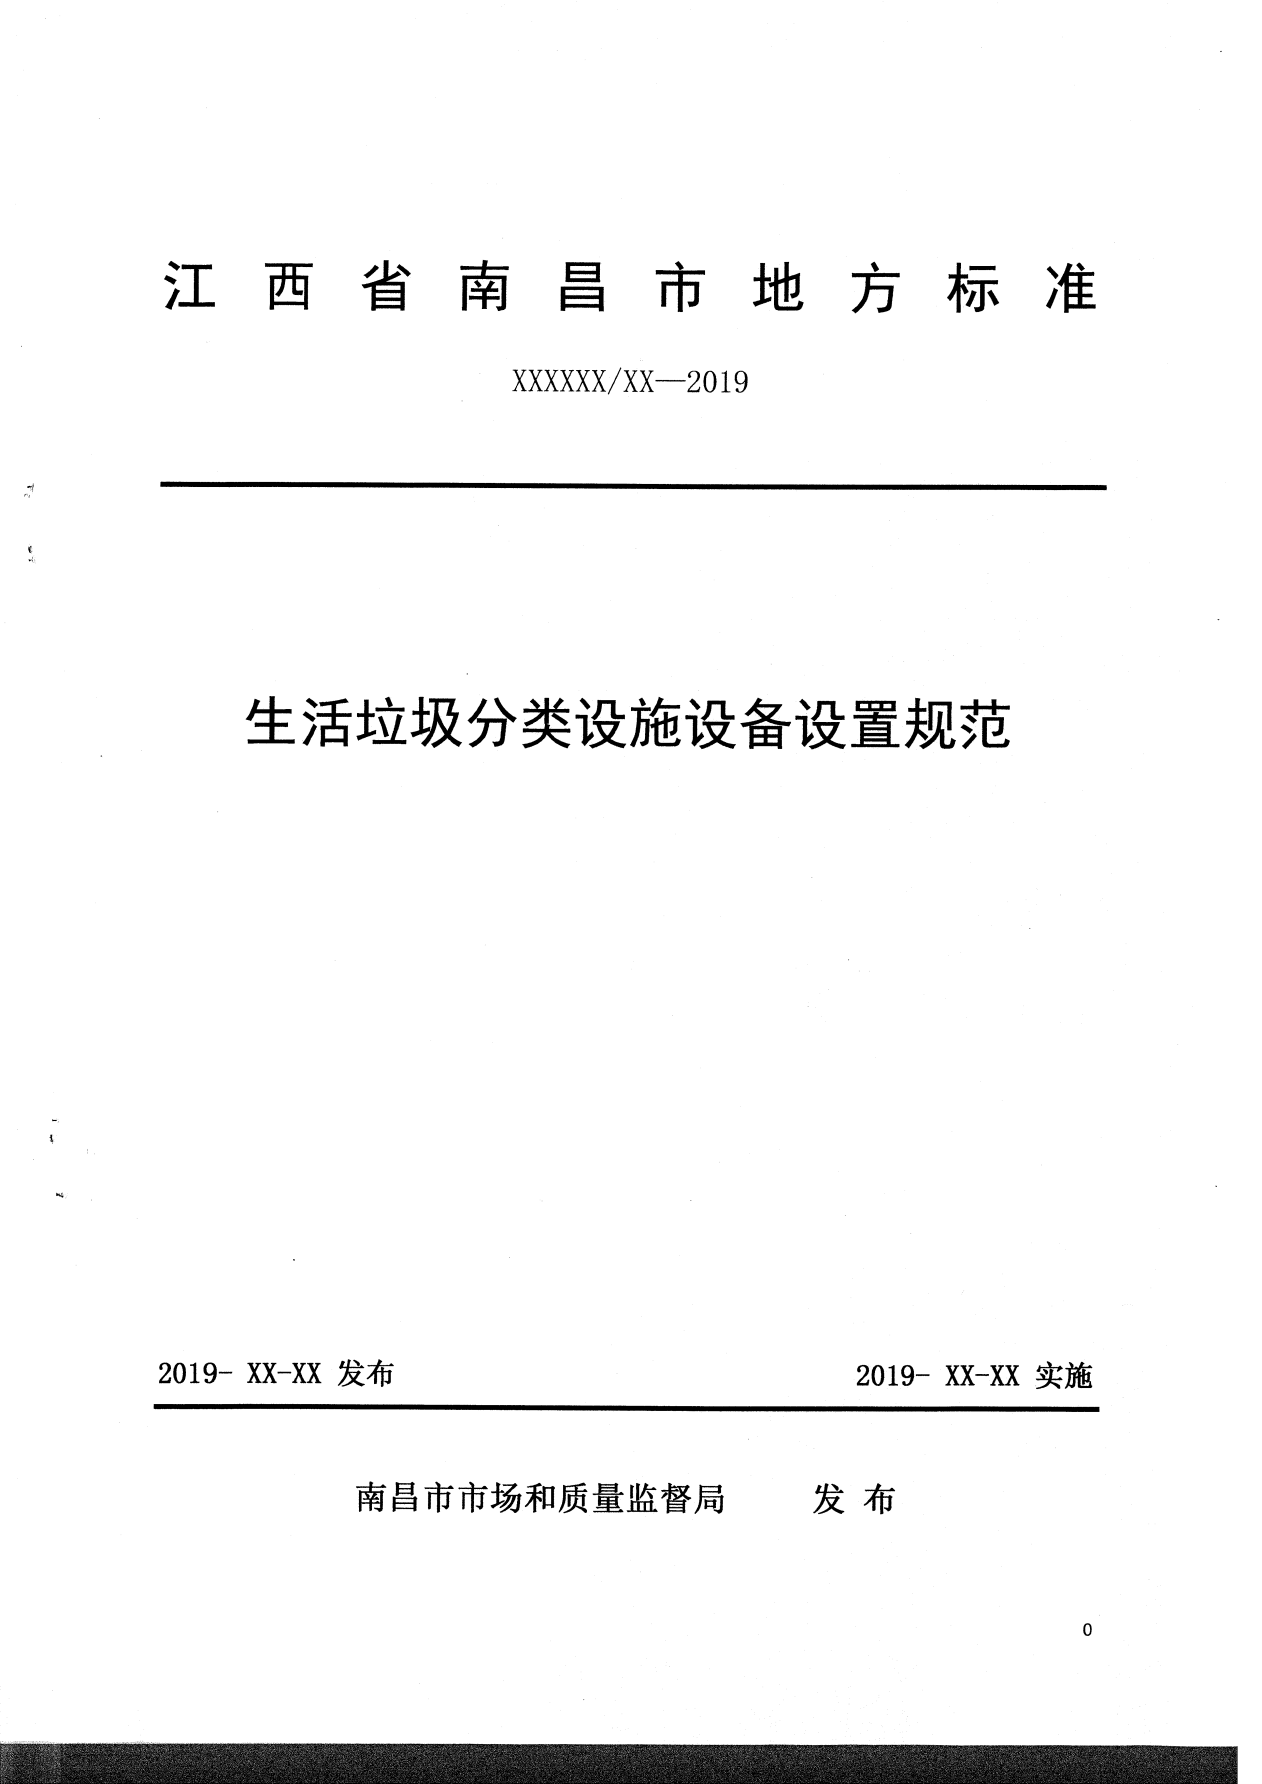 江西省南昌市地方标准
XXXXXX/XX—2019
生活垃圾分类设施设备设置规范
2019- XX-XX 发布
2019- XX-XX 实施
南昌市市场和质量监督局 发 布
0